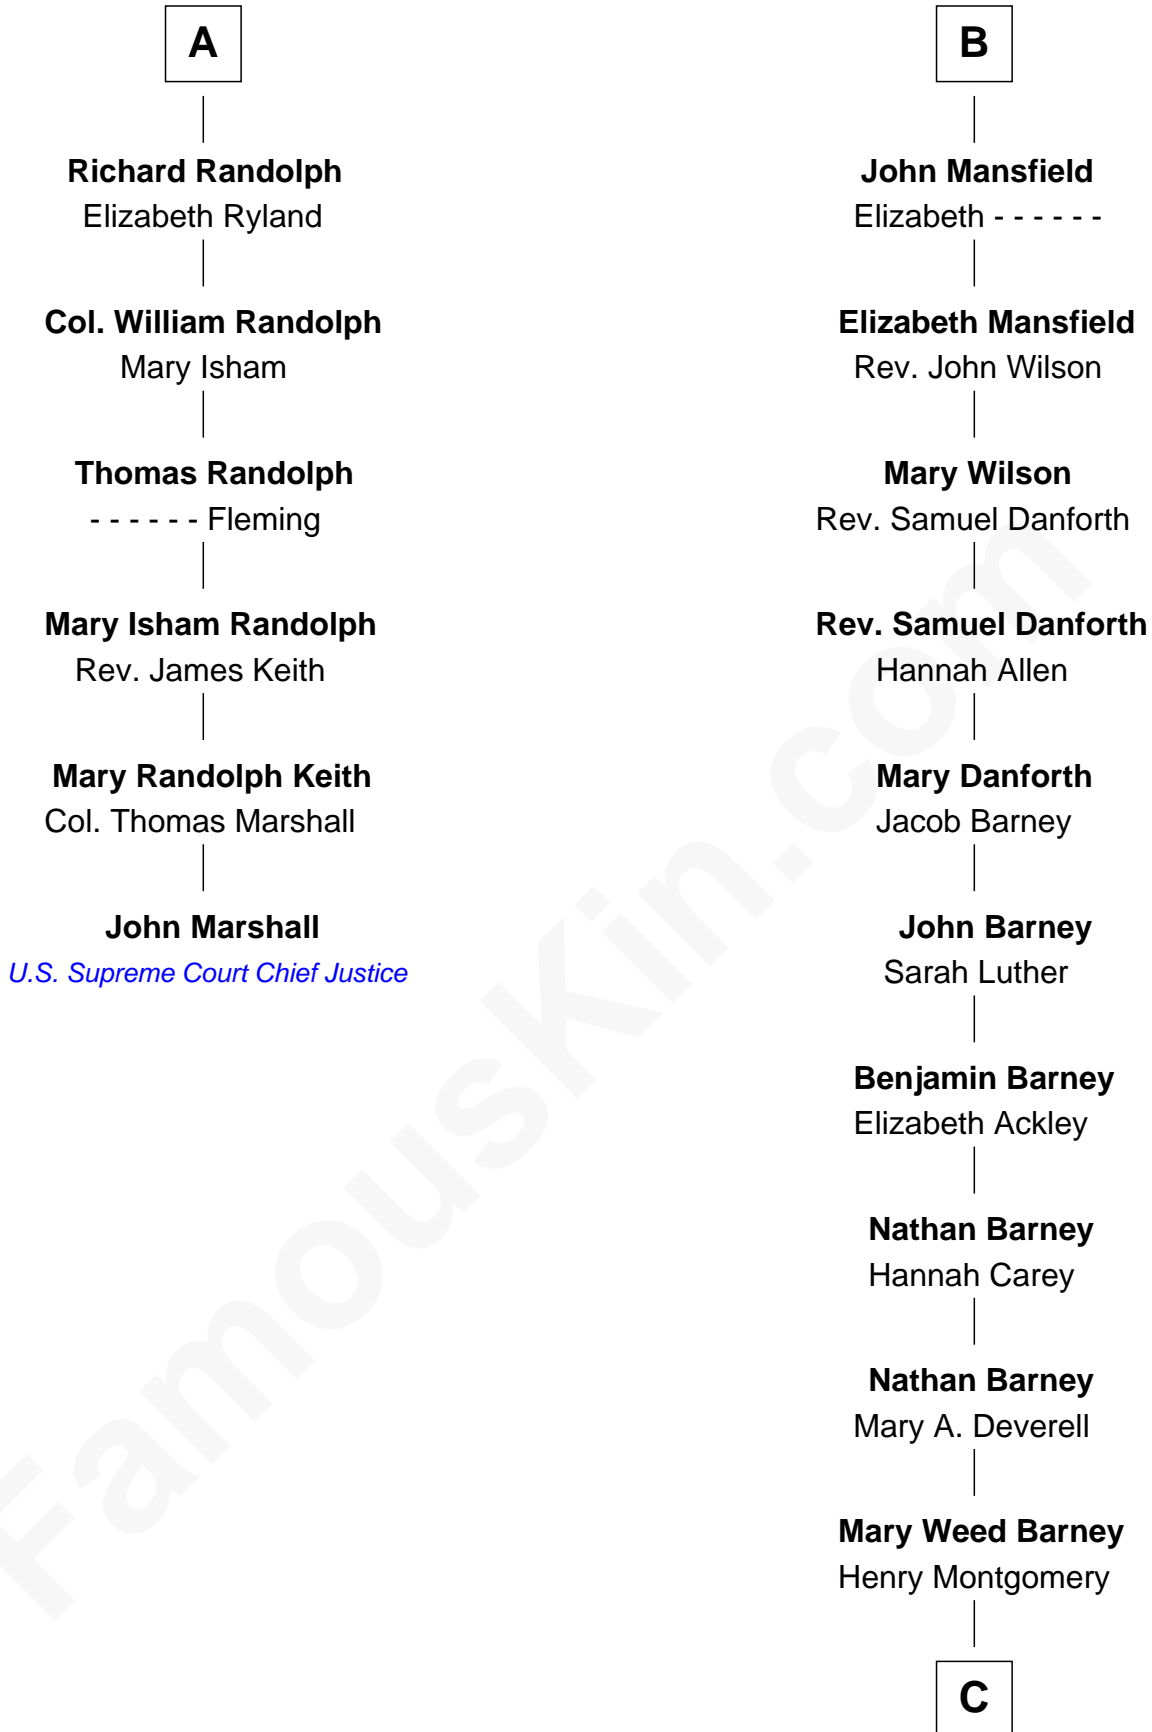 A
Richard Randolph
Elizabeth Ryland
Col. William Randolph
Mary Isham
Thomas Randolph
- - - - - - Fleming
Mary Isham Randolph
Rev. James Keith
Mary Randolph Keith
Col. Thomas Marshall
John Marshall
U.S. Supreme Court Chief Justice
B
John Mansfield
Elizabeth - - - - - -
Elizabeth Mansfield
Rev. John Wilson
Mary Wilson
Rev. Samuel Danforth
Rev. Samuel Danforth
Hannah Allen
Mary Danforth
Jacob Barney
John Barney
Sarah Luther
Benjamin Barney
Elizabeth Ackley
Nathan Barney
Hannah Carey
Nathan Barney
Mary A. Deverell
Mary Weed Barney
Henry Montgomery
C
FamousKin.com